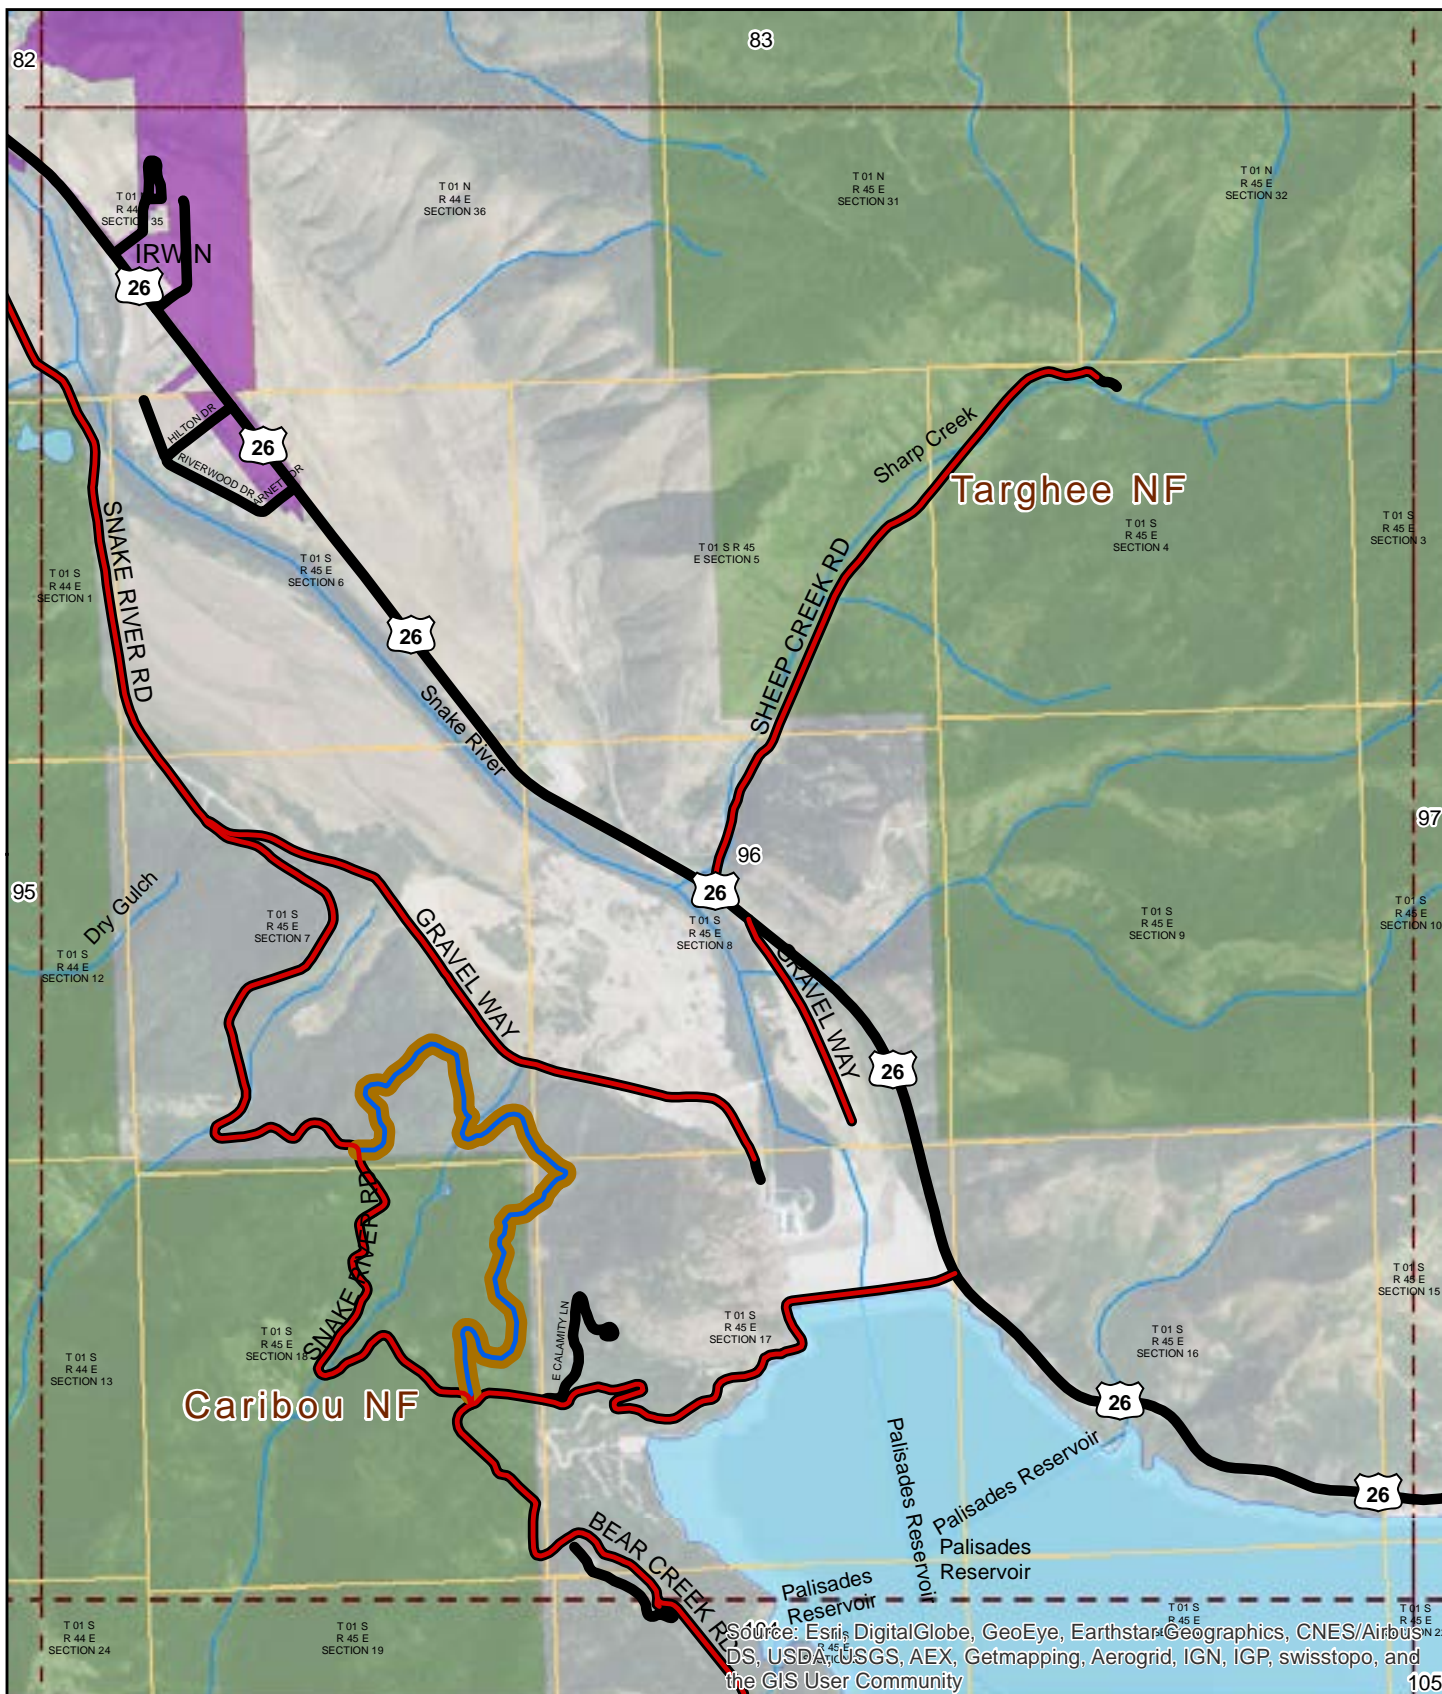 82
83
T 01 N
R 44 E
SECTION 36
T 01 N
R 45 E
SECTION 31
T 01 N
R 45 E
SECTION 32
T 01
R 44
SECTION 35
IRWIN
26
HILTON DR
RIVERWOOD DR
26
Sharp Creek
Targhee NF
SNAKE RIVER RD
T 01 S
R 44 E
SECTION 1
T 01 S
R 45 E
SECTION 6
T 01 S R 45
E SECTION 5
T 01 S
R 45 E
SECTION 4
T 01 S
R 45 E
SECTION 3
SHEEP CREEK RD
26
Snake River
97
96
26
95
Dry Gulch
T 01 S
R 44 E
SECTION 12
T 01 S
R 45 E
SECTION 7
GRAVEL WAY
T 01 S
R 45 E
SECTION 8
GRAVEL WAY
T 01 S
R 45 E
SECTION 9
T 01 S
R 45 E
SECTION 10
26
SNAKE RIVER RD
T 01 S
R 44 E
SECTION 13
T 01 S
R 45 E
SECTION 18
E CALAMITY LN
T 01 S
R 45 E
SECTION 17
T 01 S
R 45 E
SECTION 16
T 01 S
R 45 E
SECTION 15
Caribou NF
26
26
Palisades Reservoir
Palisades Reservoir
Palisades
Reservoir
Palisades
Reservoir
BEAR CREEK RD
T 01 S
R 44 E
SECTION 24
T 01 S
R 45 E
SECTION 19
T 01 S
R 45 E
T 01 S
R 45 E
Source: Esri, DigitalGlobe, GeoEye, Earthstar Geographics, CNES/Airbus
DS, USDA, USGS, AEX, Getmapping, Aerogrid, IGN, IGP, swisstopo, and
the GIS User Community
105